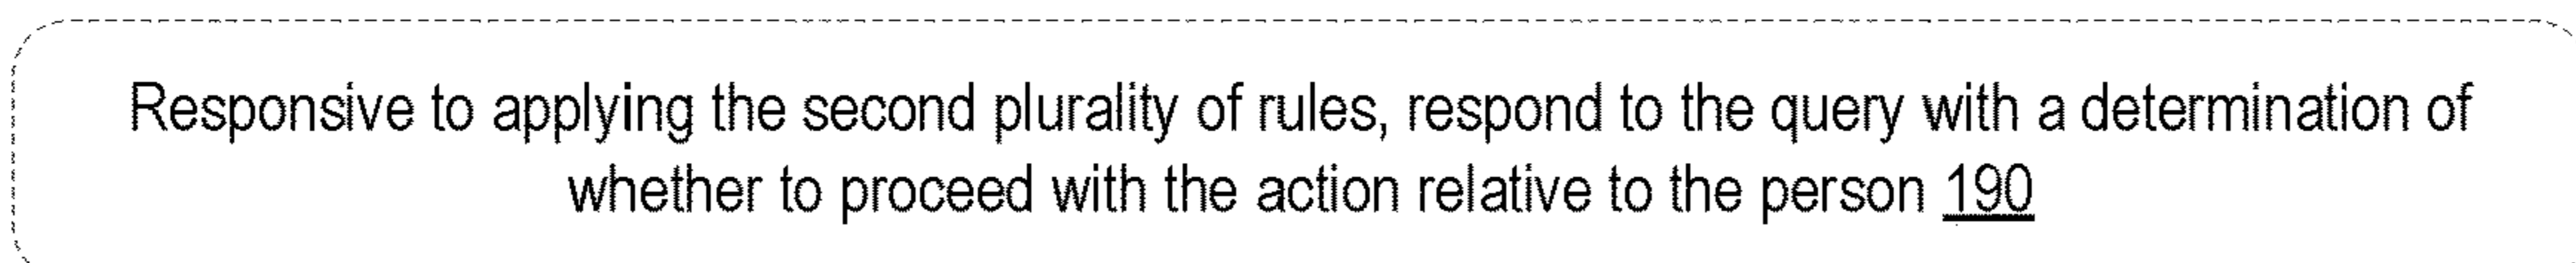 Responsive to applying the second plurality of rules, respond to the query with a determination of
whether to proceed with the action relative to the person 190